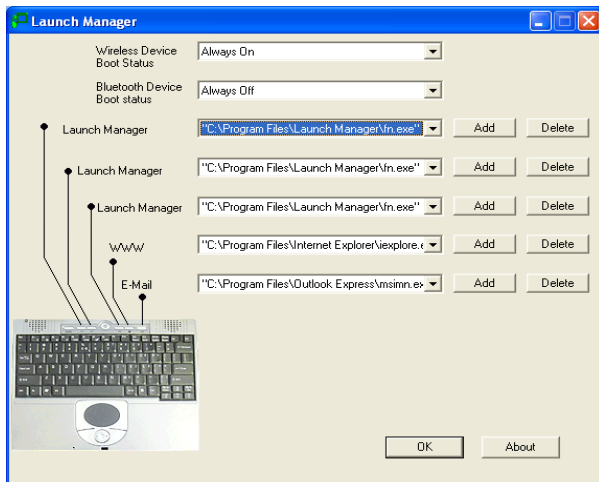 Launch Manager
Wireless Device
Boot Status
Always On
Bluetooth Device
Boot status
Always Off
Launch Manager
"C:\Program Files\Launch Manager\fn.exe"
Add
Delete
Launch Manager
"C:\Program Files\Launch Manager\fn.exe"
Add
Delete
Launch Manager
"C:\Program Files\Launch Manager\fn.exe"
Add
Delete
WWW
"C:\Program Files\Internet Explorer\iexplore.e
Add
Delete
E-Mail
"C:\Program Files\Outlook Express\msimn.ex
Add
Delete
OK
About